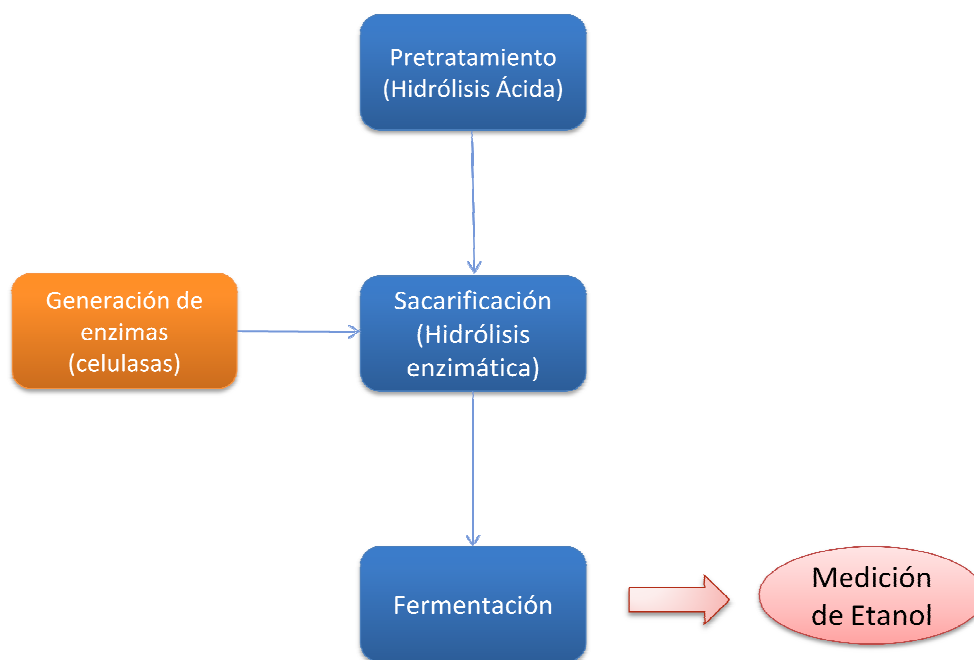 Pretratamiento
(Hidrólisis Ácida)
Generación de
enzimas
(celulasas)
Sacarificación
(Hidrólisis
enzimática)
Fermentación
Medición
de Etanol